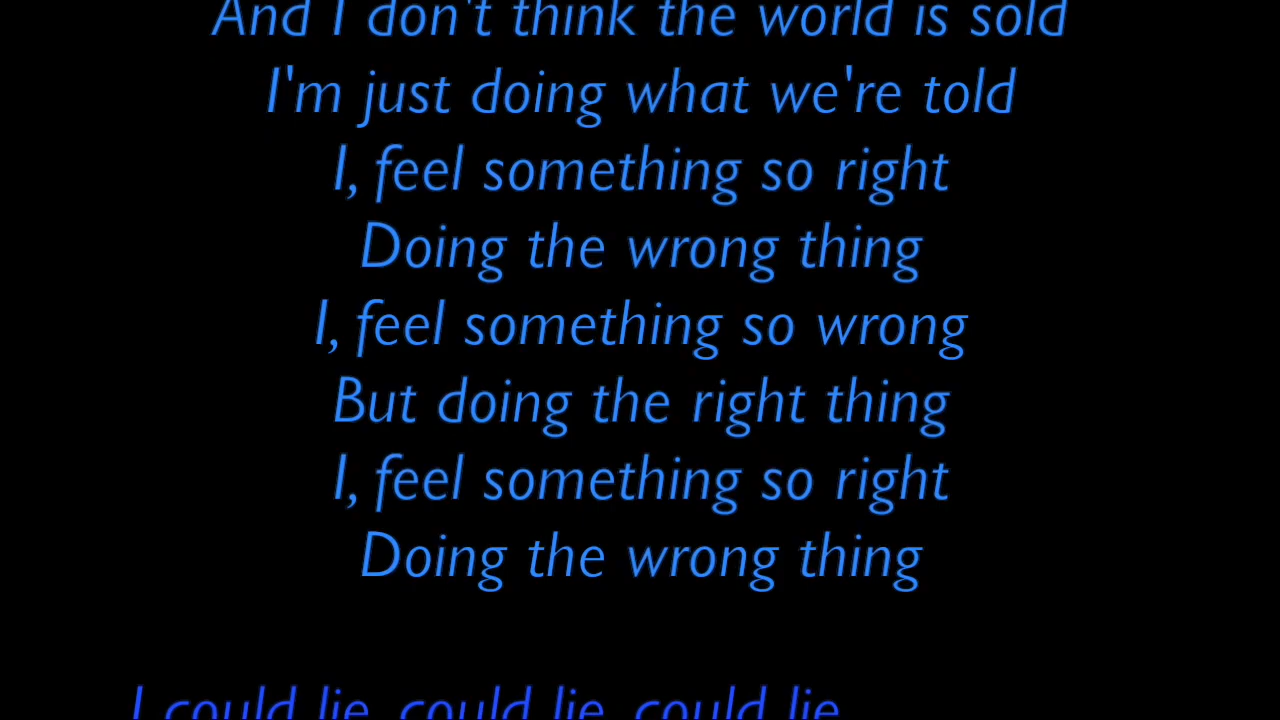 And I don't think the world is sold
I'm just doing what we're told
I, feel something so right
Doing the wrong thing
I, feel something so wrong
But doing the right thing
I, feel something so right
Doing the wrong thing
I could lie, could lie, could lie